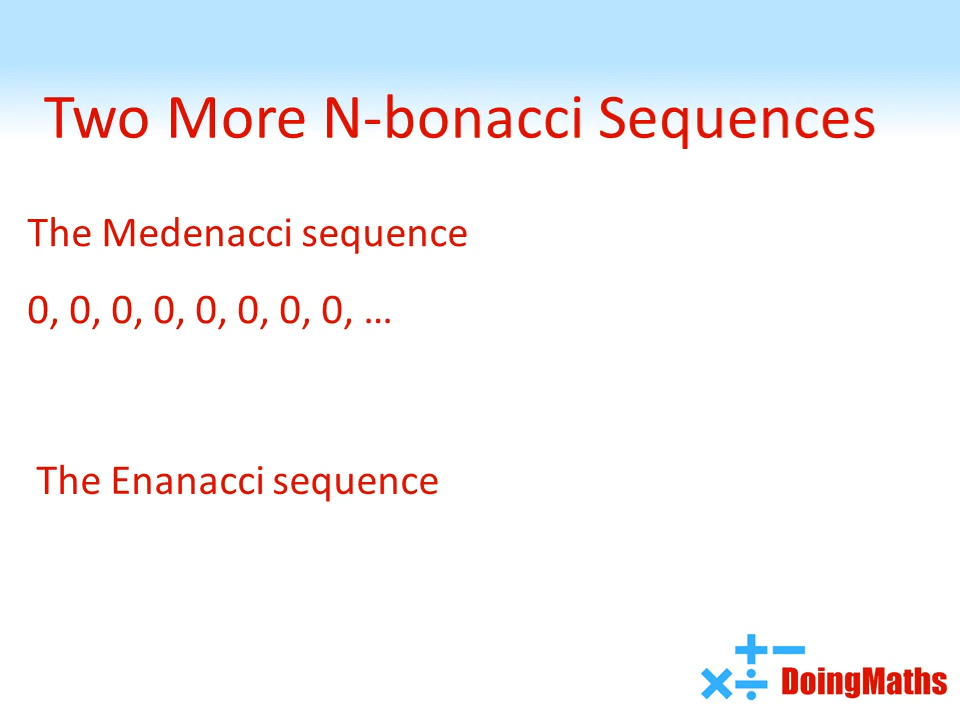 Two More N-bonacci Sequences
The Medenacci sequence
0, 0, 0, 0, 0, 0, 0, 0, …
The Enanacci sequence
DoingMaths